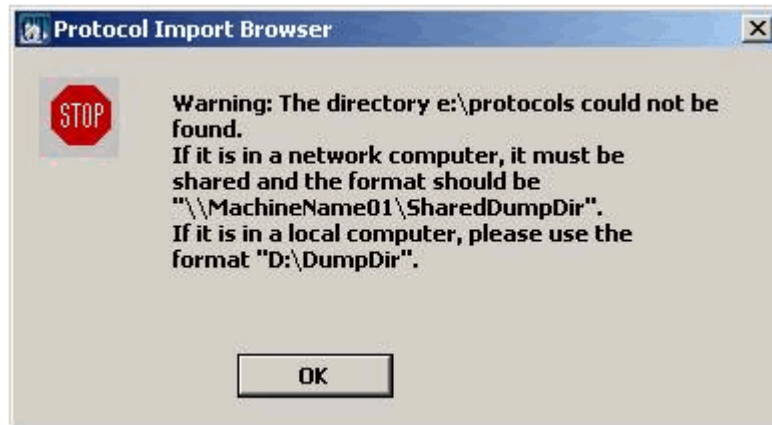 Protocol Import Browser
STOP
Warning: The directory e:\protocols could not be
found.
If it is in a network computer, it must be
shared and the format should be
"\\MachineName01\SharedDumpDir".
If it is in a local computer, please use the
format "D:\DumpDir".
OK